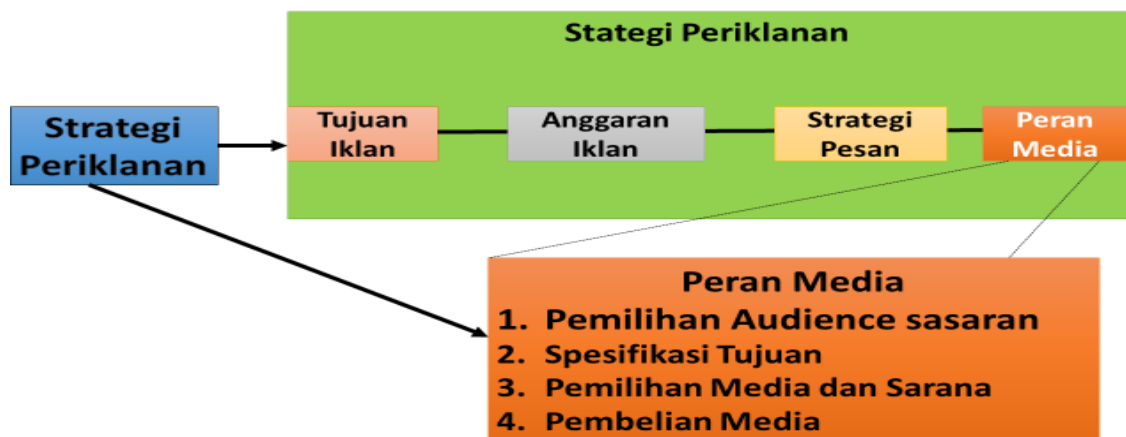 Stategi Periklanan
Strategi
Periklanan
Tujuan
Iklan
Anggaran
Iklan
Strategi
Pesan
Peran
Media
Peran Media
1. Pemilihan Audience sasaran
2. Spesifikasi Tujuan
3. Pemilihan Media dan Sarana
4. Pembelian Media